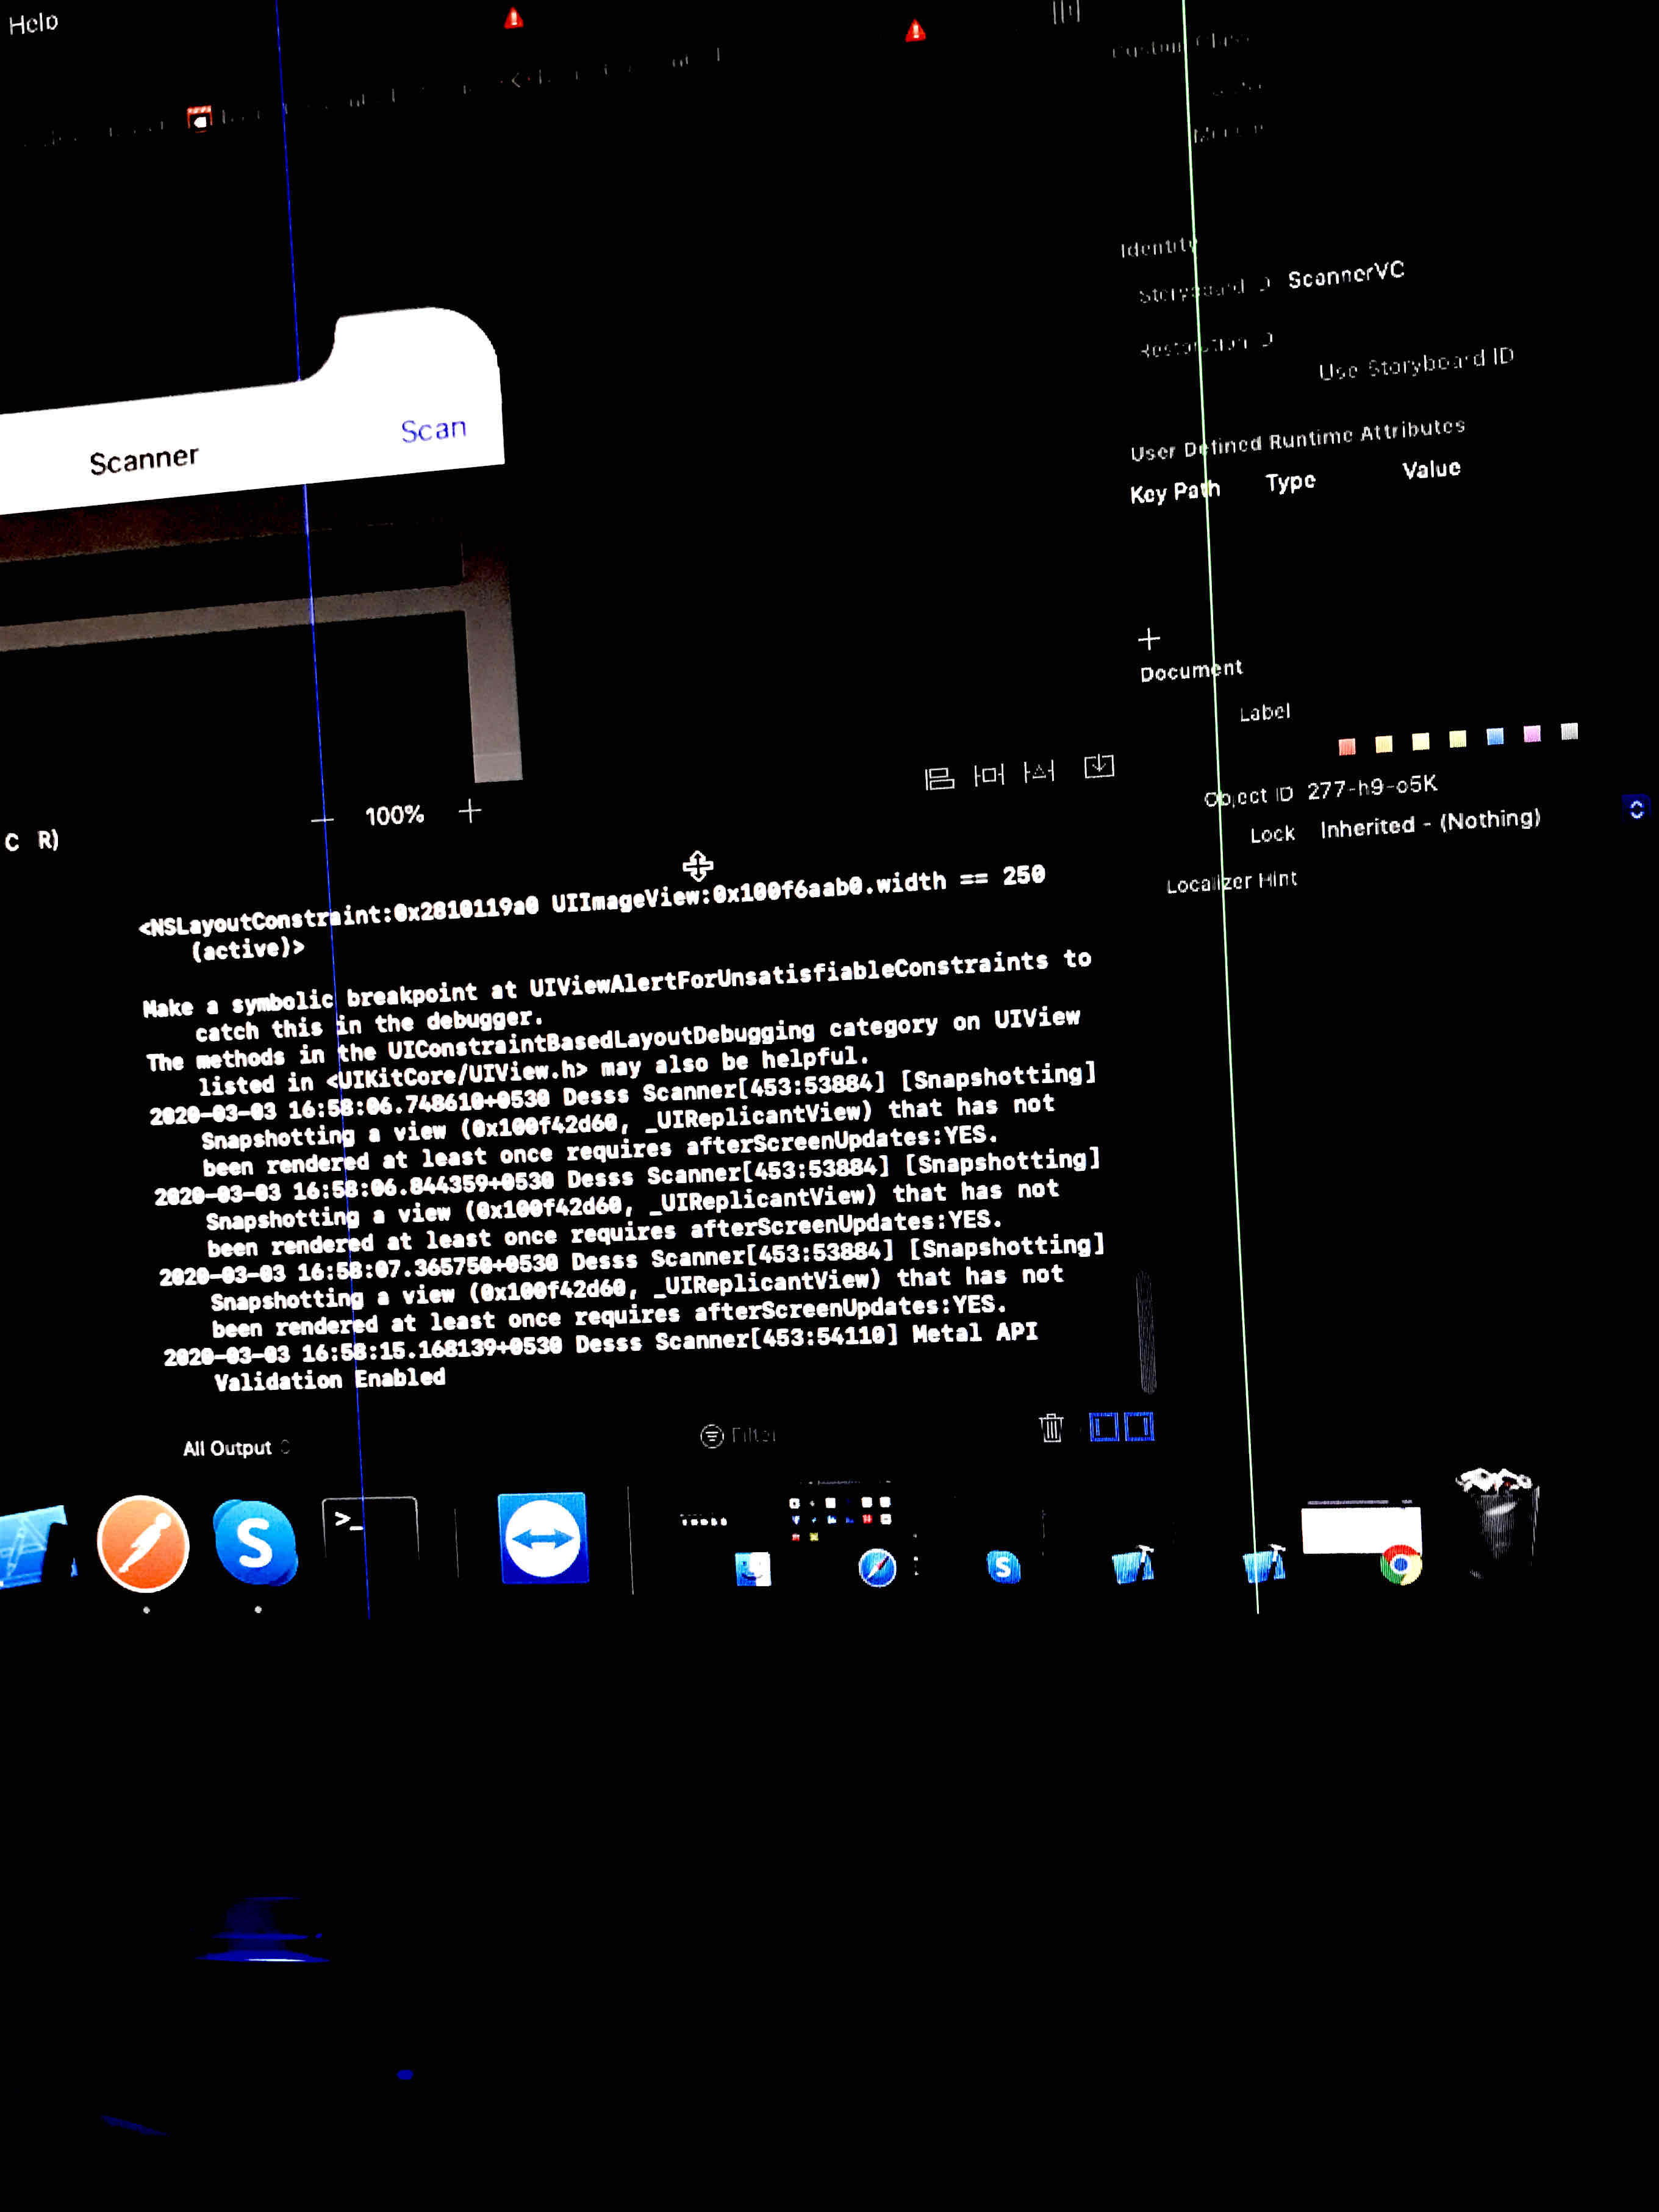 Help
Custom Class
Identity
Storyboard ID ScannerVC
Restoration ID
Use Storyboard ID
User Defined Runtime Attributes
Key Path Type Value
Scanner Scan
Document
Label
Object ID 277-h9-o5K
Lock Inherited - (Nothing)
Localizer Hint
C R)
100%
<NSLayoutConstraint:0x2810119a0 UIImageView:0x100f6aab0.width == 250
(active)>
Make a symbolic breakpoint at UIViewAlertForUnsatisfiableConstraints to
catch this in the debugger.
The methods in the UIConstraintBasedLayoutDebugging category on UIView
listed in <UIKitCore/UIView.h> may also be helpful.
2020-03-03 16:58:06.748610+0530 Desss Scanner[453:53884] [Snapshotting]
Snapshotting a view (0x100f42d60, _UIReplicantView) that has not
been rendered at least once requires afterScreenUpdates:YES.
2020-03-03 16:58:06.844359+0530 Desss Scanner[453:53884] [Snapshotting]
Snapshotting a view (0x100f42d60, _UIReplicantView) that has not
been rendered at least once requires afterScreenUpdates:YES.
2020-03-03 16:58:07.365750+0530 Desss Scanner[453:53884] [Snapshotting]
Snapshotting a view (0x100f42d60, _UIReplicantView) that has not
been rendered at least once requires afterScreenUpdates:YES.
2020-03-03 16:58:15.168139+0530 Desss Scanner[453:54110] Metal API
Validation Enabled
All Output
Filter